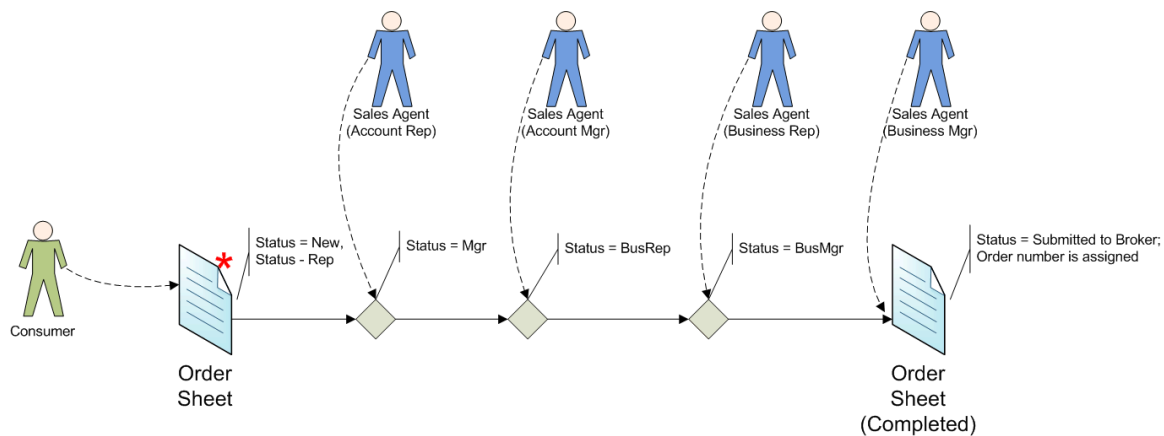 Sales Agent
(Account Rep)
Sales Agent
(Account Mgr)
Sales Agent
(Business Rep)
Sales Agent
(Business Mgr)
Consumer
*
Status = New,
Status - Rep
Status = Mgr
Status = BusRep
Status = BusMgr
Status = Submitted to Broker;
Order number is assigned
Order
Sheet
Order
Sheet
(Completed)